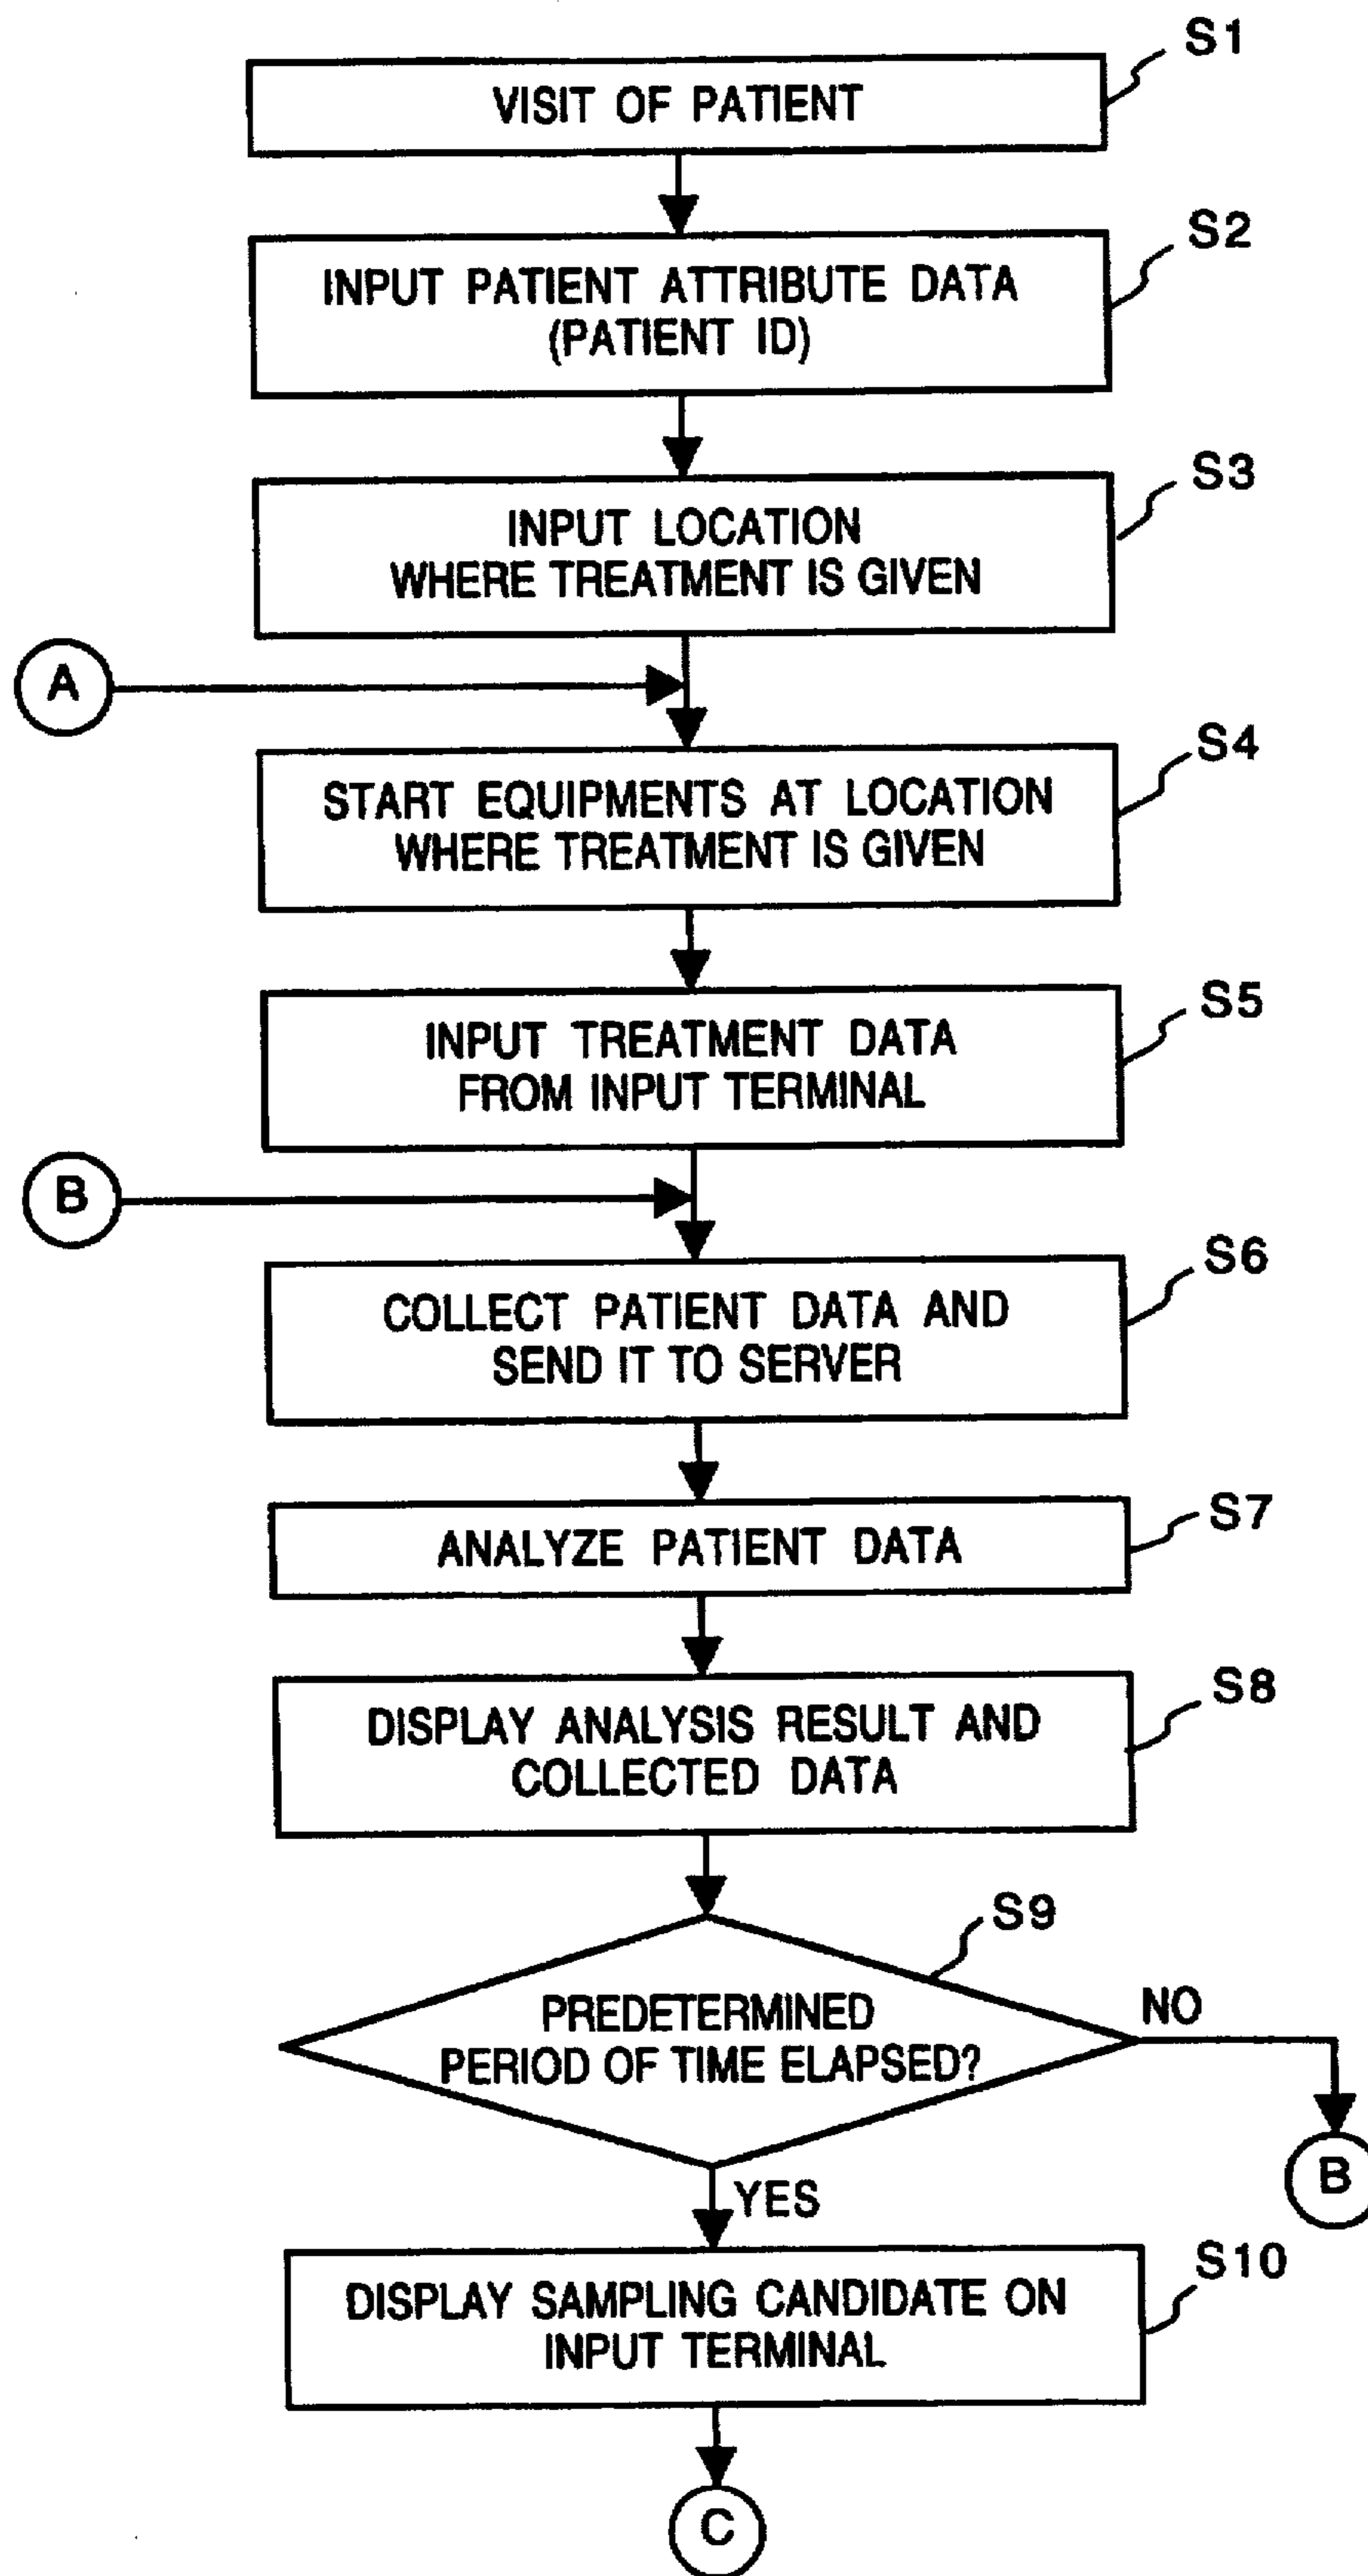 S1
VISIT OF PATIENT
S2
INPUT PATIENT ATTRIBUTE DATA
(PATIENT ID)
S3
INPUT LOCATION
WHERE TREATMENT IS GIVEN
A
S4
START EQUIPMENTS AT LOCATION
WHERE TREATMENT IS GIVEN
S5
INPUT TREATMENT DATA
FROM INPUT TERMINAL
B
S6
COLLECT PATIENT DATA AND
SEND IT TO SERVER
S7
ANALYZE PATIENT DATA
S8
DISPLAY ANALYSIS RESULT AND
COLLECTED DATA
S9
PREDETERMINED
PERIOD OF TIME ELAPSED?
NO
B
YES
S10
DISPLAY SAMPLING CANDIDATE ON
INPUT TERMINAL
C